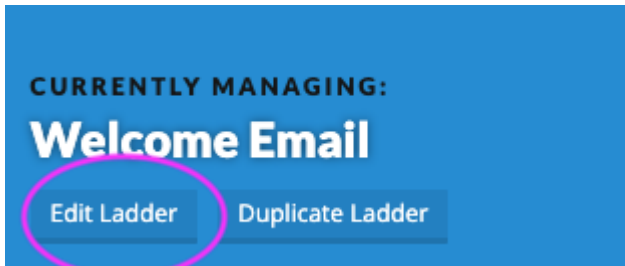 CURRENTLY MANAGING:
Welcome Email
Edit Ladder Duplicate Ladder